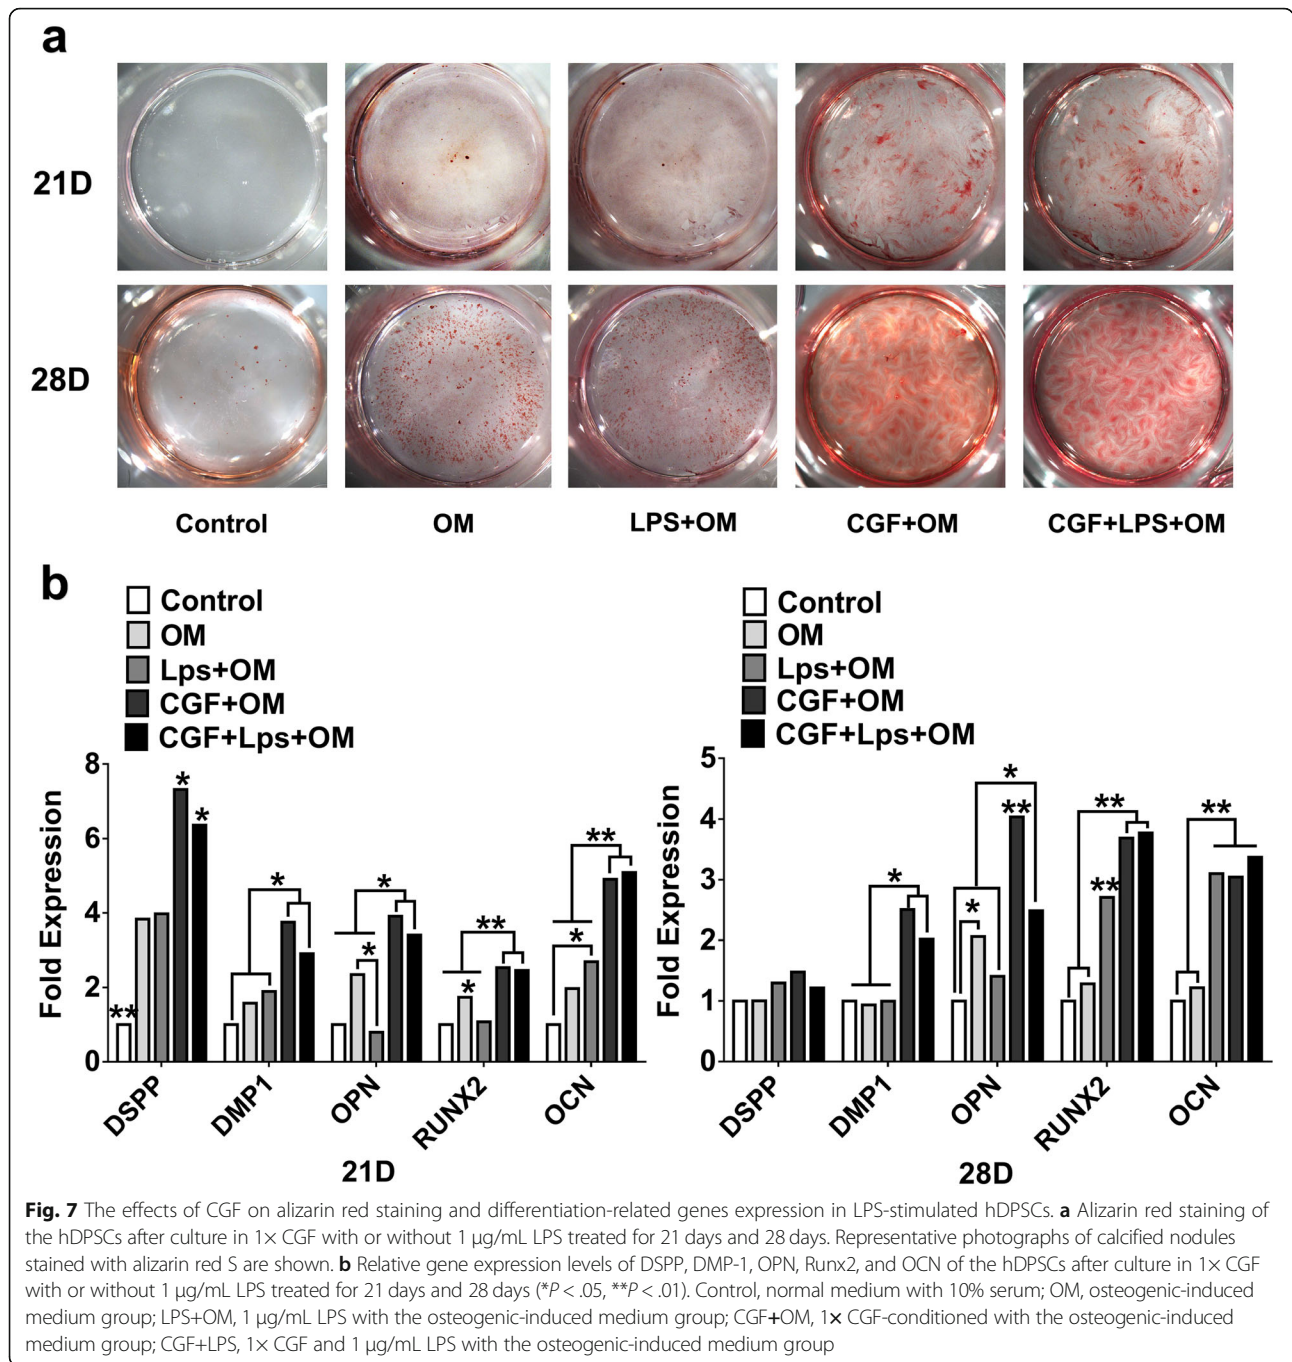 a
21D
28D
Control OM LPS+OM CGF+OM CGF+LPS+OM
b
Control
OM
Lps+OM
CGF+OM
CGF+Lps+OM
Fold Expression
8
6
4
2
0
** * * * * * * ** * ** *
DSPP DMP1 OPN RUNX2 OCN
21D
Control
OM
Lps+OM
CGF+OM
CGF+Lps+OM
Fold Expression
5
4
3
2
1
0
* * ** * ** ** **
DSPP DMP1 OPN RUNX2 OCN
28D
Fig. 7 The effects of CGF on alizarin red staining and differentiation-related genes expression in LPS-stimulated hDPSCs. a Alizarin red staining of
the hDPSCs after culture in 1× CGF with or without 1 μg/mL LPS treated for 21 days and 28 days. Representative photographs of calcified nodules
stained with alizarin red S are shown. b Relative gene expression levels of DSPP, DMP-1, OPN, Runx2, and OCN of the hDPSCs after culture in 1× CGF
with or without 1 μg/mL LPS treated for 21 days and 28 days (*P < .05, **P < .01). Control, normal medium with 10% serum; OM, osteogenic-induced
medium group; LPS+OM, 1 μg/mL LPS with the osteogenic-induced medium group; CGF+OM, 1× CGF-conditioned with the osteogenic-induced
medium group; CGF+LPS, 1× CGF and 1 μg/mL LPS with the osteogenic-induced medium group